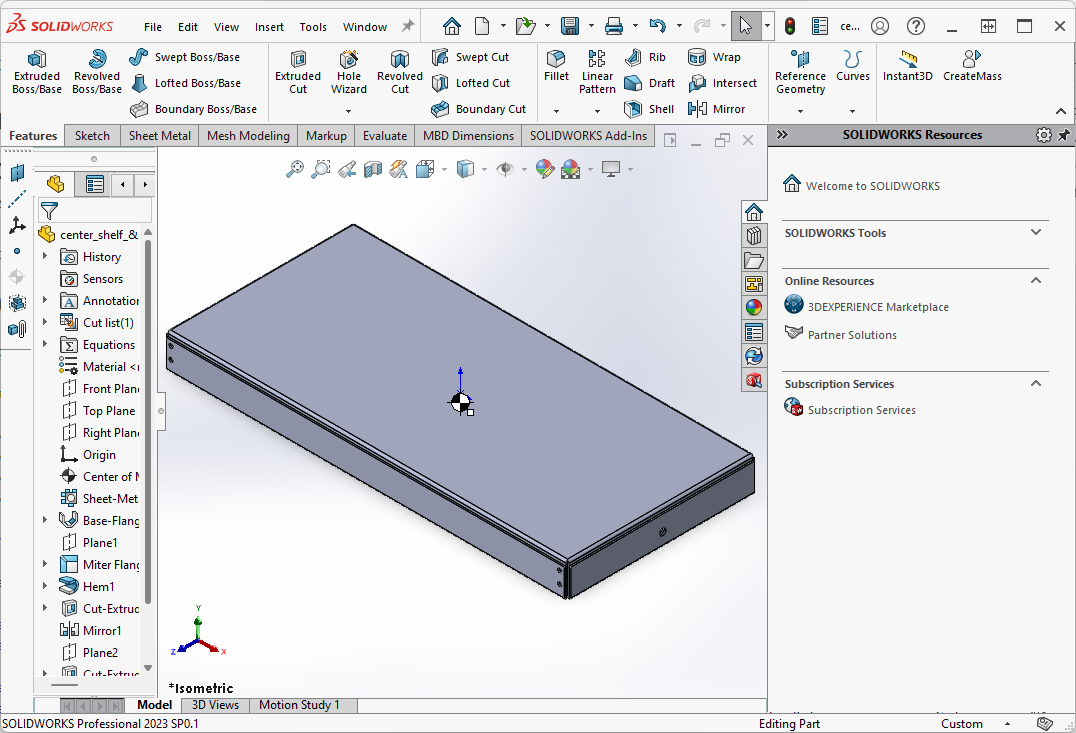 SOLIDWORKS File Edit View Insert Tools Window ce...
Extruded Boss/Base
Revolved Boss/Base
Swept Boss/Base
Lofted Boss/Base
Boundary Boss/Base
Extruded Cut
Hole Wizard
Revolved Cut
Swept Cut
Lofted Cut
Boundary Cut
Fillet
Linear Pattern
Rib
Draft
Shell
Wrap
Intersect
Mirror
Reference Geometry
Curves
Instant3D
CreateMass
Features Sketch Sheet Metal Mesh Modeling Markup Evaluate MBD Dimensions SOLIDWORKS Add-Ins
center_shelf_&
History
Sensors
Annotation
Cut list(1)
Equations
Material <
Front Plan
Top Plane
Right Plan
Origin
Center of
Sheet-Met
Base-Flang
Plane1
Miter Flang
Hem1
Cut-Extrud
Mirror1
Plane2
Cut-Extrud
Y
Z
X
*Isometric
SOLIDWORKS Resources
Welcome to SOLIDWORKS
SOLIDWORKS Tools
Online Resources
3DEXPERIENCE Marketplace
Partner Solutions
Subscription Services
Subscription Services
Model 3D Views Motion Study 1
SOLIDWORKS Professional 2023 SP0.1 Editing Part Custom